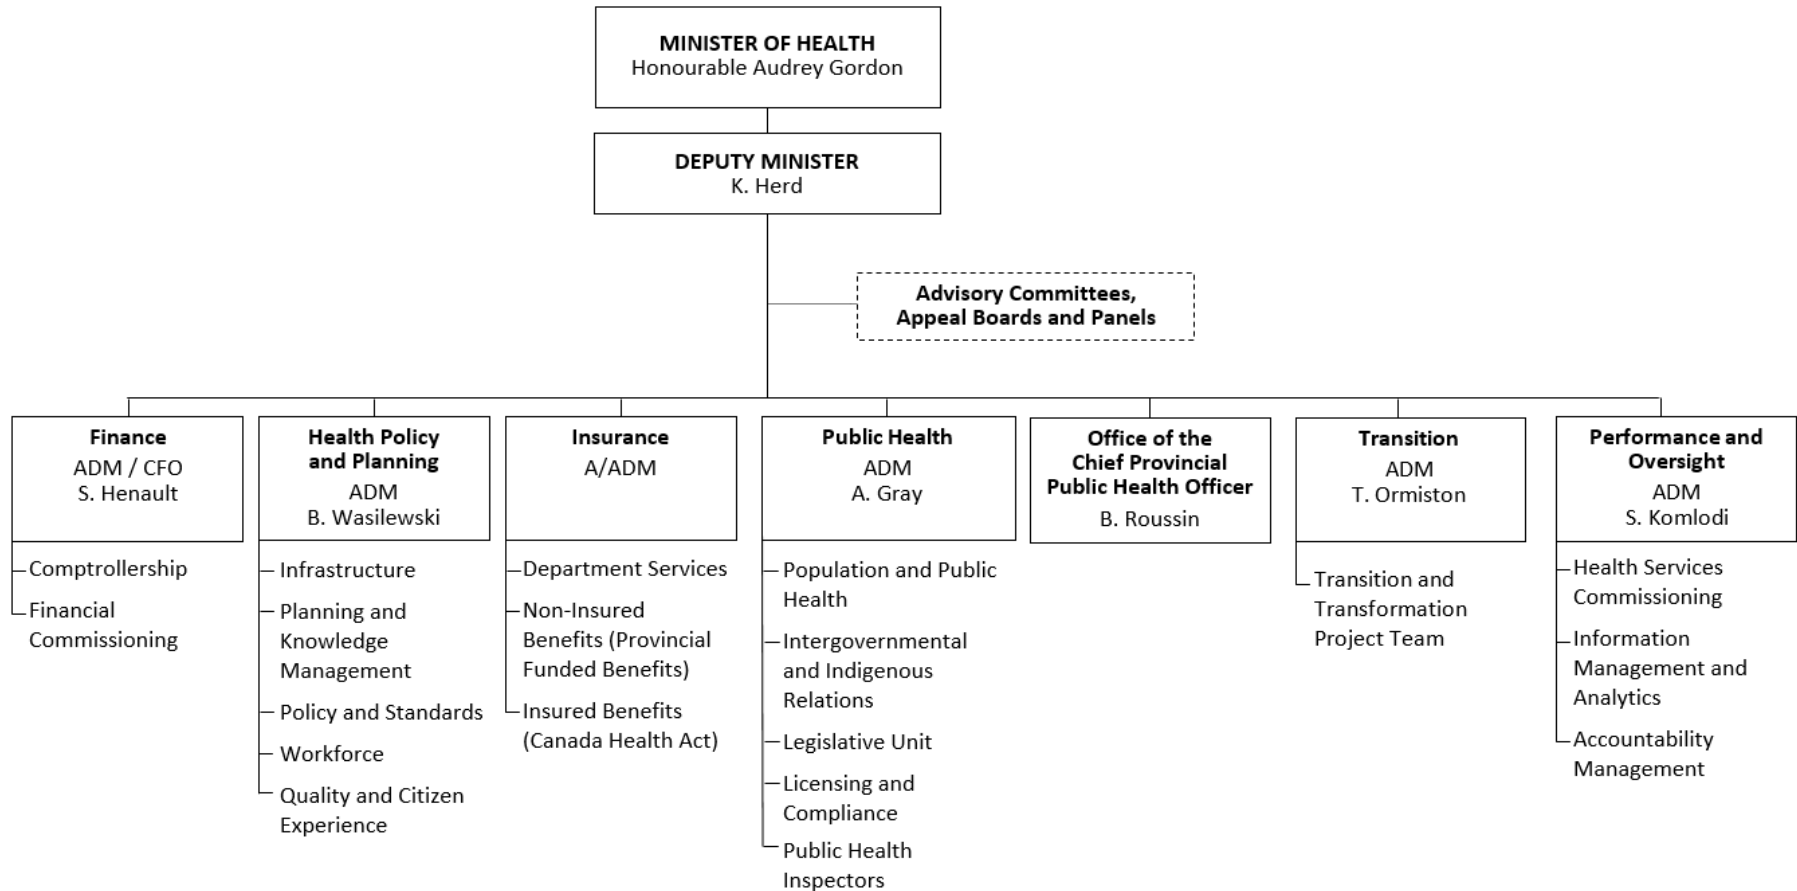 MINISTER OF HEALTH
Honourable Audrey Gordon
DEPUTY MINISTER
K. Herd
Advisory Committees,
Appeal Boards and Panels
Finance
ADM / CFO
S. Henault
Comptrollership
Financial
Commissioning
Health Policy
and Planning
ADM
B. Wasilewski
Infrastructure
Planning and
Knowledge
Management
Policy and Standards
Workforce
Quality and Citizen
Experience
Insurance
A/ADM
Department Services
Non-Insured
Benefits (Provincial
Funded Benefits)
Insured Benefits
(Canada Health Act)
Public Health
ADM
A. Gray
Population and Public
Health
Intergovernmental
and Indigenous
Relations
Legislative Unit
Licensing and
Compliance
Public Health
Inspectors
Office of the
Chief Provincial
Public Health Officer
B. Roussin
Transition
ADM
T. Ormiston
Transition and
Transformation
Project Team
Performance and
Oversight
ADM
S. Komlodi
Health Services
Commissioning
Information
Management and
Analytics
Accountability
Management